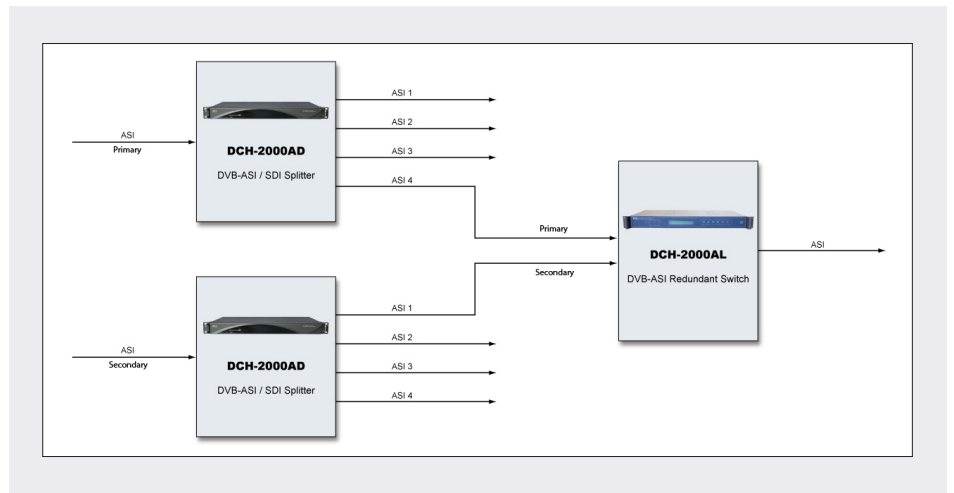 ASI
Primary
DCH-2000AD
DVB-ASI / SDI Splitter
ASI 1
ASI 2
ASI 3
ASI 4
ASI
Secondary
DCH-2000AD
DVB-ASI / SDI Splitter
ASI 1
ASI 2
ASI 3
ASI 4
Primary
Secondary
DCH-2000AL
DVB-ASI Redundant Switch
ASI